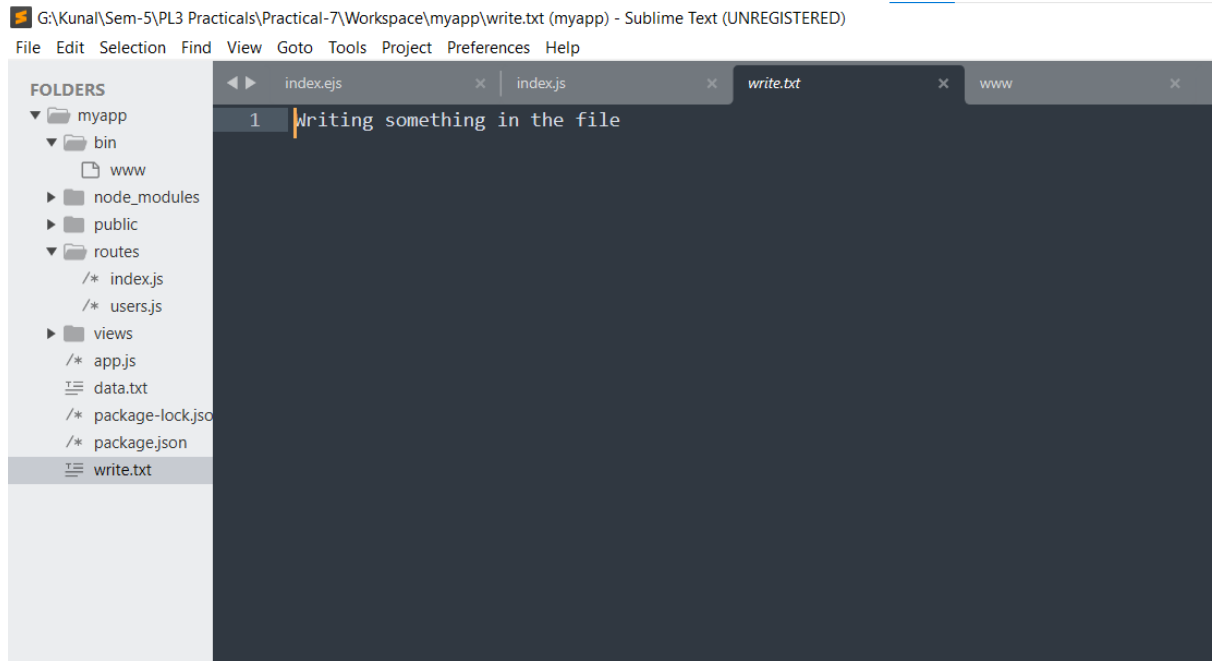 G:\Kunal\Sem-5\PL3 Practicals\Practical-7\Workspace\myapp\write.txt (myapp) - Sublime Text (UNREGISTERED)
File Edit Selection Find View Goto Tools Project Preferences Help
FOLDERS
myapp
bin
www
node_modules
public
routes
/* index.js
/* users.js
views
/* app.js
data.txt
/* package-lock.jso
/* package.json
write.txt
index.ejs index.js write.txt www
1 Writing something in the file